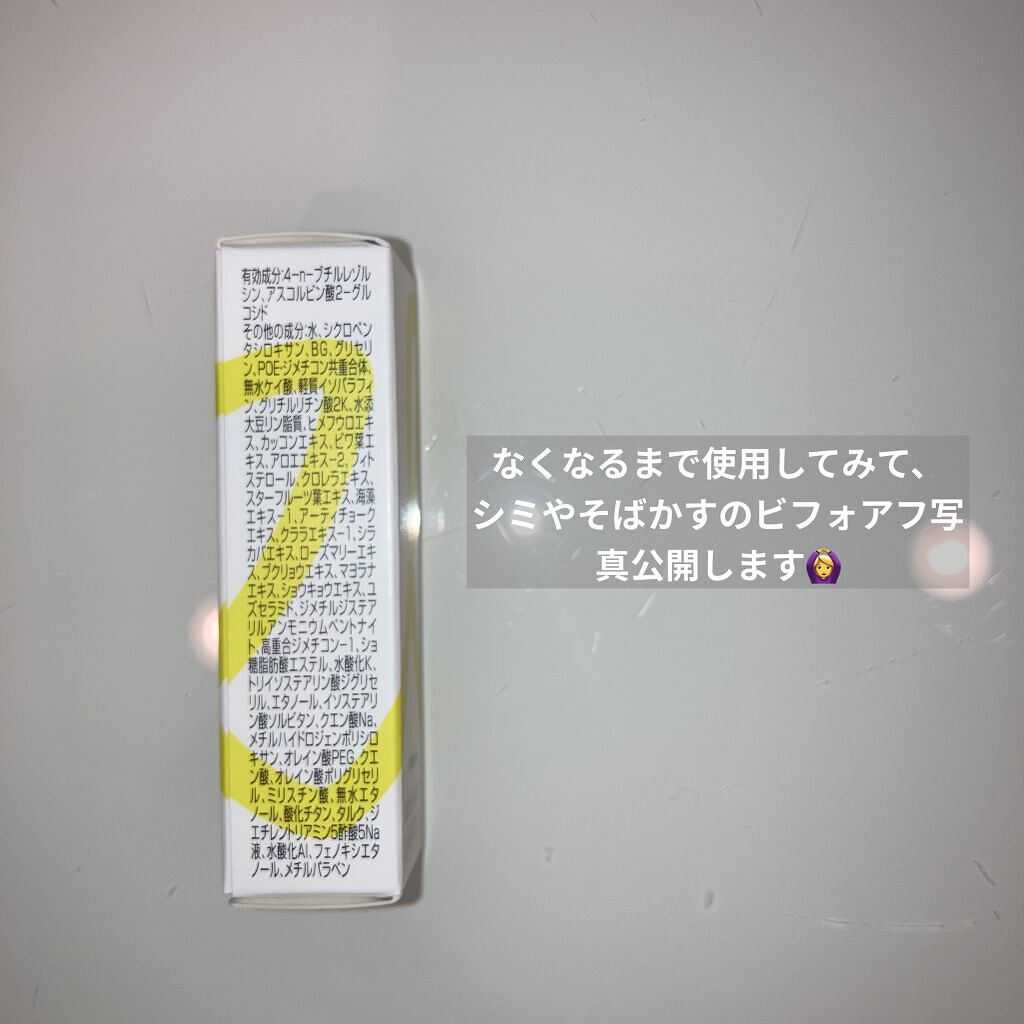 有効成分:4-n-ブチルレゾル
シン、アスコルビン酸2-グル
コシド
その他の成分:水、シクロペン
タシロキサン、BG、グリセリ
ン、POE・ジメチコン共重合体、
無水ケイ酸、軽質イソパラフィ
ン、グリチルリチン酸2K、水添
大豆リン脂質、ヒメフウロエキ
ス、カッコンエキス、ビワ葉エ
キス、アロエエキス-2、フィト
ステロール、クロレラエキス、
スターフルーツ葉エキス、海藻
エキス-1、アーティチョーク
エキス、クララエキス-1、シラ
カバエキス、ローズマリーエキ
ス、ブクリョウエキス、マヨラナ
エキス、ショウキョウエキス、ユ
ズセラミド、ジメチルジステア
リルアンモニウムベントナイ
ト、高重合ジメチコン-1、ショ
糖脂肪酸エステル、水酸化K、
トリイソステアリン酸ジグリセ
リル、エタノール、イソステアリ
ン酸ソルビタン、クエン酸Na、
メチルハイドロジェンポリシロ
キサン、オレイン酸PEG、クエ
ン酸、オレイン酸ポリグリセリ
ル、ミリスチン酸、無水エタ
ノール、酸化チタン、タルク、ジ
エチレントリアミン5酢酸5Na
液、水酸化Al、フェノキシエタ
ノール、メチルパラベン
なくなるまで使用してみて、
シミやそばかすのビフォアフ写
真公開します🙆